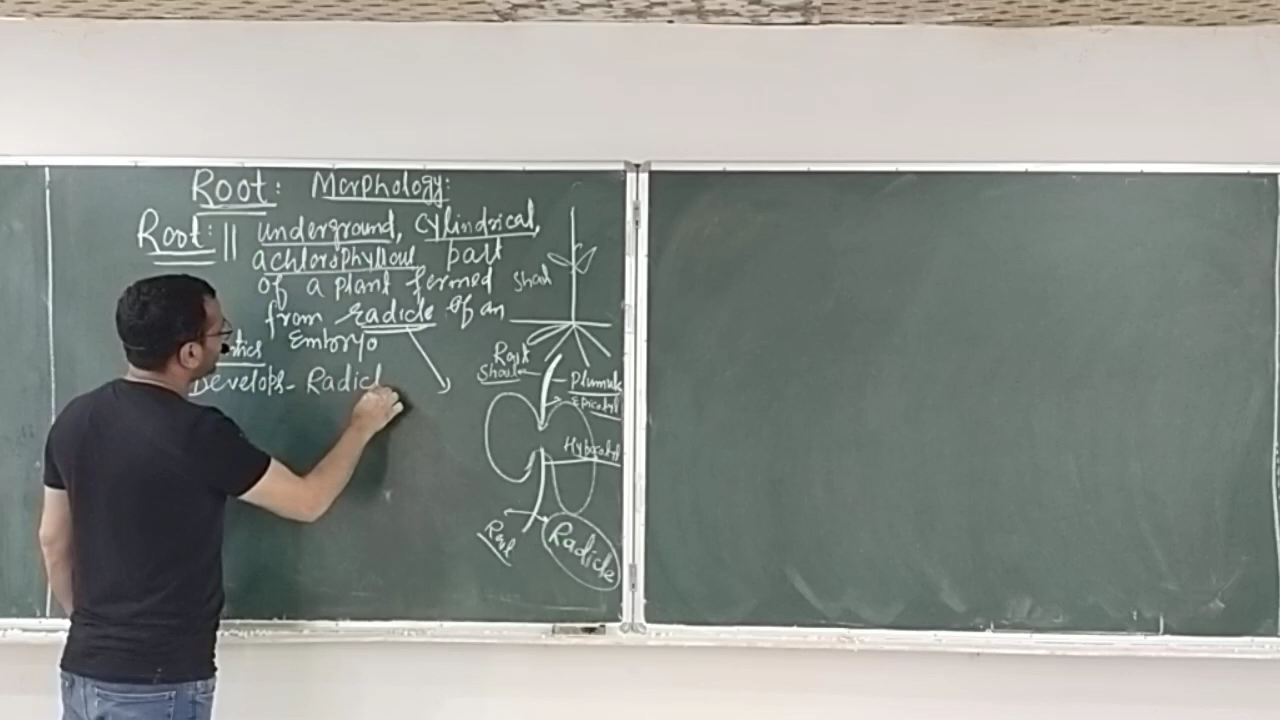 Root: Morphology:
Root: || underground, cylindrical,
achlorophyllous part
of a plant formed
from radicle of an
Embryo
Develops - Radicl
Shoot
Root
Shoot
Plumule
Epicotyl
Hypocotyl
Root
Radicle